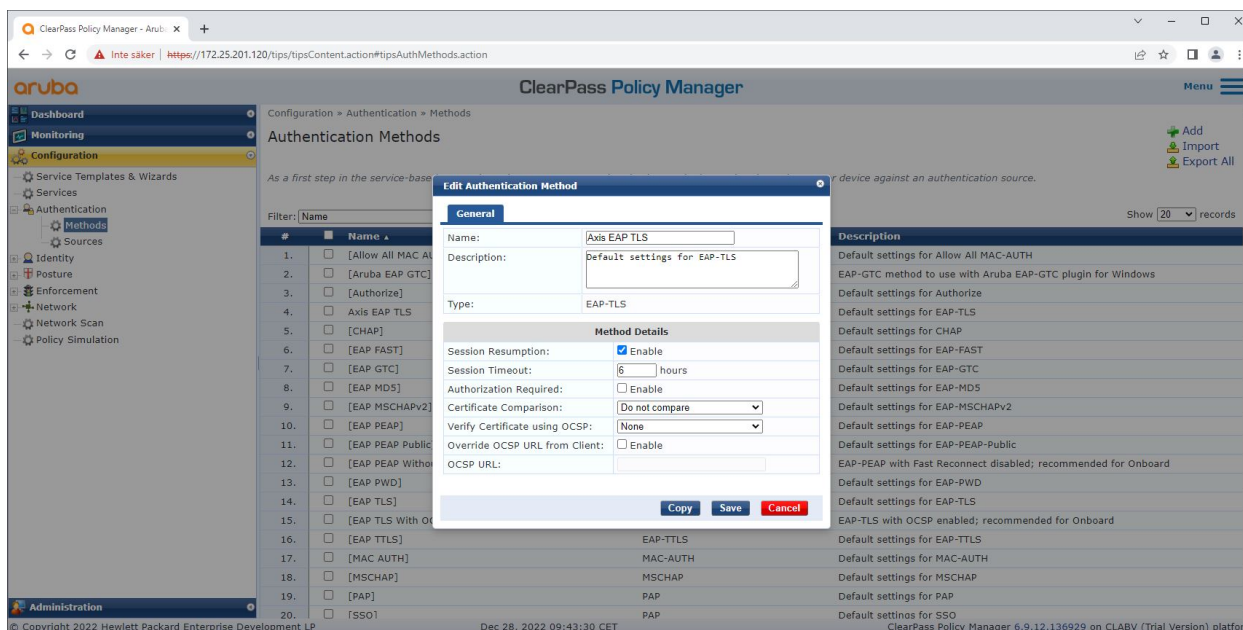 ClearPass Policy Manager - Arub
Inte säker | https://172.25.201.120/tips/tipsContent.action#tipsAuthMethods.action
aruba
ClearPass Policy Manager
Menu
Dashboard
Monitoring
Configuration
Service Templates & Wizards
Services
Authentication
Methods
Sources
Identity
Posture
Enforcement
Network
Network Scan
Policy Simulation
Administration
Configuration » Authentication » Methods
Authentication Methods
Add
Import
Export All
As a first step in the service-base
r device against an authentication source.
Filter: Name
Show 20 records
# Name Description
1. [Allow All MAC AU Default settings for Allow All MAC-AUTH
2. [Aruba EAP GTC] EAP-GTC method to use with Aruba EAP-GTC plugin for Windows
3. [Authorize] Default settings for Authorize
4. Axis EAP TLS Default settings for EAP-TLS
5. [CHAP] Default settings for CHAP
6. [EAP FAST] Default settings for EAP-FAST
7. [EAP GTC] Default settings for EAP-GTC
8. [EAP MD5] Default settings for EAP-MD5
9. [EAP MSCHAPv2] Default settings for EAP-MSCHAPv2
10. [EAP PEAP] Default settings for EAP-PEAP
11. [EAP PEAP Public Default settings for EAP-PEAP-Public
12. [EAP PEAP Witho EAP-PEAP with Fast Reconnect disabled; recommended for Onboard
13. [EAP PWD] Default settings for EAP-PWD
14. [EAP TLS] Default settings for EAP-TLS
15. [EAP TLS With OC EAP-TLS with OCSP enabled; recommended for Onboard
16. [EAP TTLS] EAP-TTLS Default settings for EAP-TTLS
17. [MAC AUTH] MAC-AUTH Default settings for MAC-AUTH
18. [MSCHAP] MSCHAP Default settings for MSCHAP
19. [PAP] PAP Default settings for PAP
20. [SSO] PAP Default settings for SSO
Edit Authentication Method
General
Name: Axis EAP TLS
Description: Default settings for EAP-TLS
Type: EAP-TLS
Method Details
Session Resumption: Enable
Session Timeout: 6 hours
Authorization Required: Enable
Certificate Comparison: Do not compare
Verify Certificate using OCSP: None
Override OCSP URL from Client: Enable
OCSP URL:
Copy Save Cancel
© Copyright 2022 Hewlett Packard Enterprise Development LP
Dec 28, 2022 09:43:30 CET
ClearPass Policy Manager 6.9.12.136929 on CLABV (Trial Version) platfor